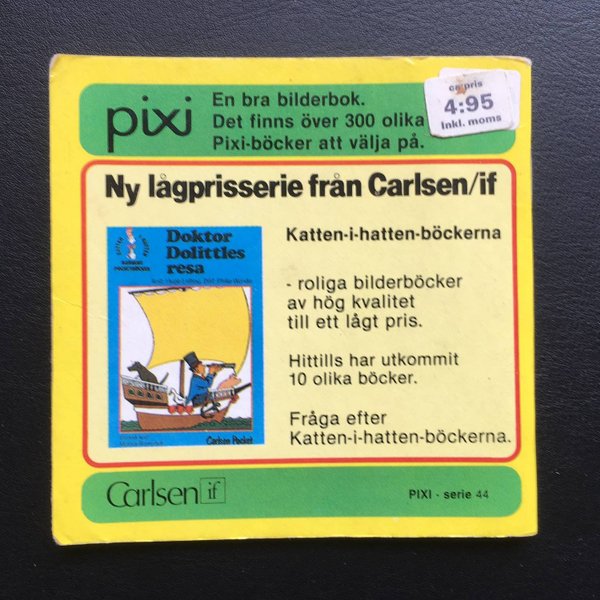 pixi
En bra bilderbok.
Det finns över 300 olika
Pixi-böcker att välja på.
ca pris
4:95
Inkl. moms
Ny lågprisserie från Carlsen/if
Doktor
Dolittles
resa
Carlsen Pocket
Katten-i-hatten-böckerna
- roliga bilderböcker
av hög kvalitet
till ett lågt pris.
Hittills har utkommit
10 olika böcker.
Fråga efter
Katten-i-hatten-böckerna.
Carlsen if
PIXI - serie 44